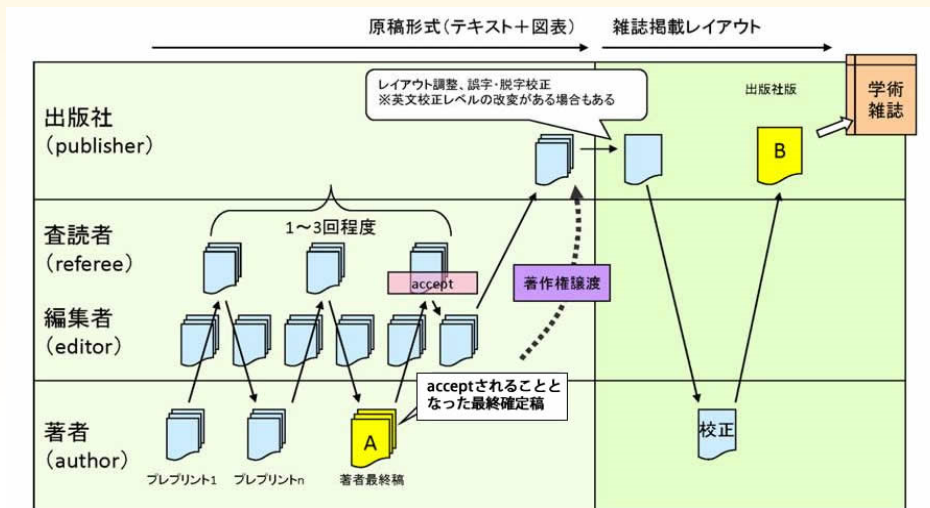 原稿形式(テキスト+図表)
雑誌掲載レイアウト
レイアウト調整、誤字・脱字校正
※英文校正レベルの改変がある場合もある
出版社版
学術
雑誌
出版社
(publisher)
B
1~3回程度
査読者
(referee)
accept
著作権譲渡
編集者
(editor)
acceptされることと
なった最終確定稿
著者
(author)
A
校正
プレプリント1
プレプリントn
著者最終稿